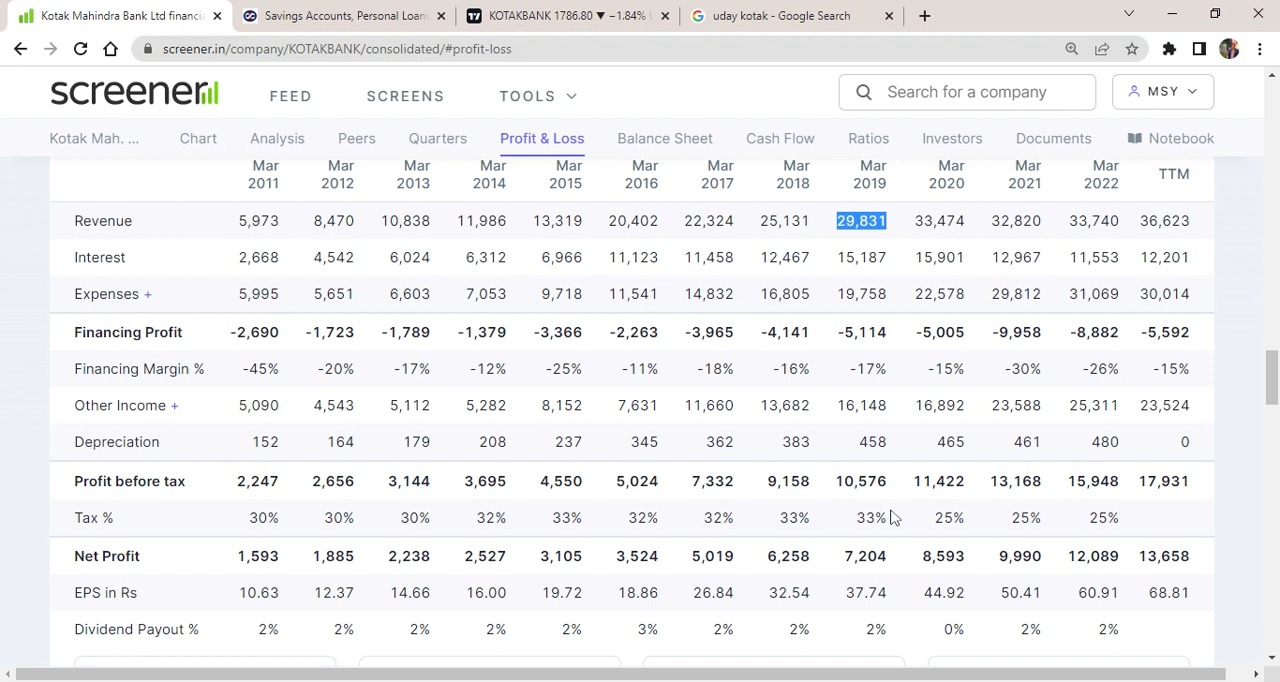 Kotak Mahindra Bank Ltd financia
Savings Accounts, Personal Loans
KOTAKBANK 1786.80 ▼ −1.84%
uday kotak - Google Search
screener.in/company/KOTAKBANK/consolidated/#profit-loss
screener
FEED SCREENS TOOLS
Search for a company
MSY
Kotak Mah. ... Chart Analysis Peers Quarters Profit & Loss Balance Sheet Cash Flow Ratios Investors Documents Notebook
Mar 2011 Mar 2012 Mar 2013 Mar 2014 Mar 2015 Mar 2016 Mar 2017 Mar 2018 Mar 2019 Mar 2020 Mar 2021 Mar 2022 TTM
Revenue 5,973 8,470 10,838 11,986 13,319 20,402 22,324 25,131 29,831 33,474 32,820 33,740 36,623
Interest 2,668 4,542 6,024 6,312 6,966 11,123 11,458 12,467 15,187 15,901 12,967 11,553 12,201
Expenses + 5,995 5,651 6,603 7,053 9,718 11,541 14,832 16,805 19,758 22,578 29,812 31,069 30,014
Financing Profit -2,690 -1,723 -1,789 -1,379 -3,366 -2,263 -3,965 -4,141 -5,114 -5,005 -9,958 -8,882 -5,592
Financing Margin % -45% -20% -17% -12% -25% -11% -18% -16% -17% -15% -30% -26% -15%
Other Income + 5,090 4,543 5,112 5,282 8,152 7,631 11,660 13,682 16,148 16,892 23,588 25,311 23,524
Depreciation 152 164 179 208 237 345 362 383 458 465 461 480 0
Profit before tax 2,247 2,656 3,144 3,695 4,550 5,024 7,332 9,158 10,576 11,422 13,168 15,948 17,931
Tax % 30% 30% 30% 32% 33% 32% 32% 33% 33% 25% 25% 25%
Net Profit 1,593 1,885 2,238 2,527 3,105 3,524 5,019 6,258 7,204 8,593 9,990 12,089 13,658
EPS in Rs 10.63 12.37 14.66 16.00 19.72 18.86 26.84 32.54 37.74 44.92 50.41 60.91 68.81
Dividend Payout % 2% 2% 2% 2% 2% 3% 2% 2% 2% 0% 2% 2%